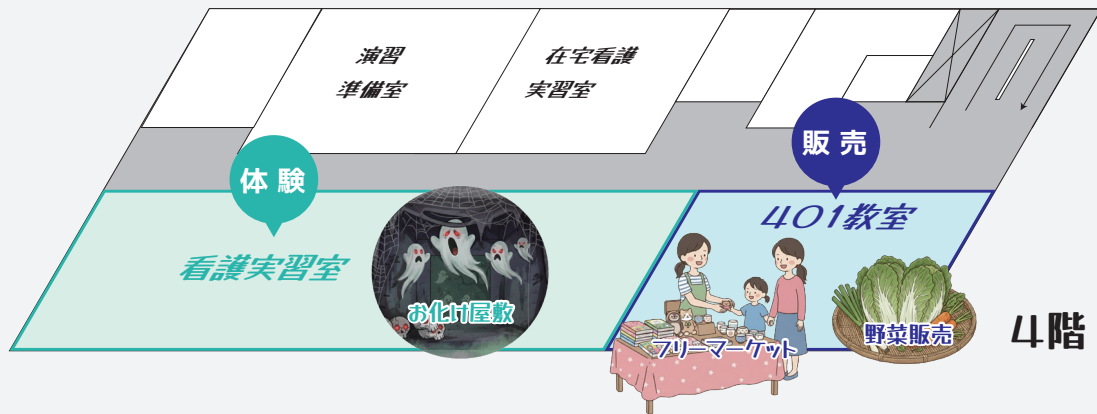 演習
準備室
在宅看護
実習室
体験
販売
401教室
看護実習室
お化け屋敷
フリーマーケット
野菜販売
4階